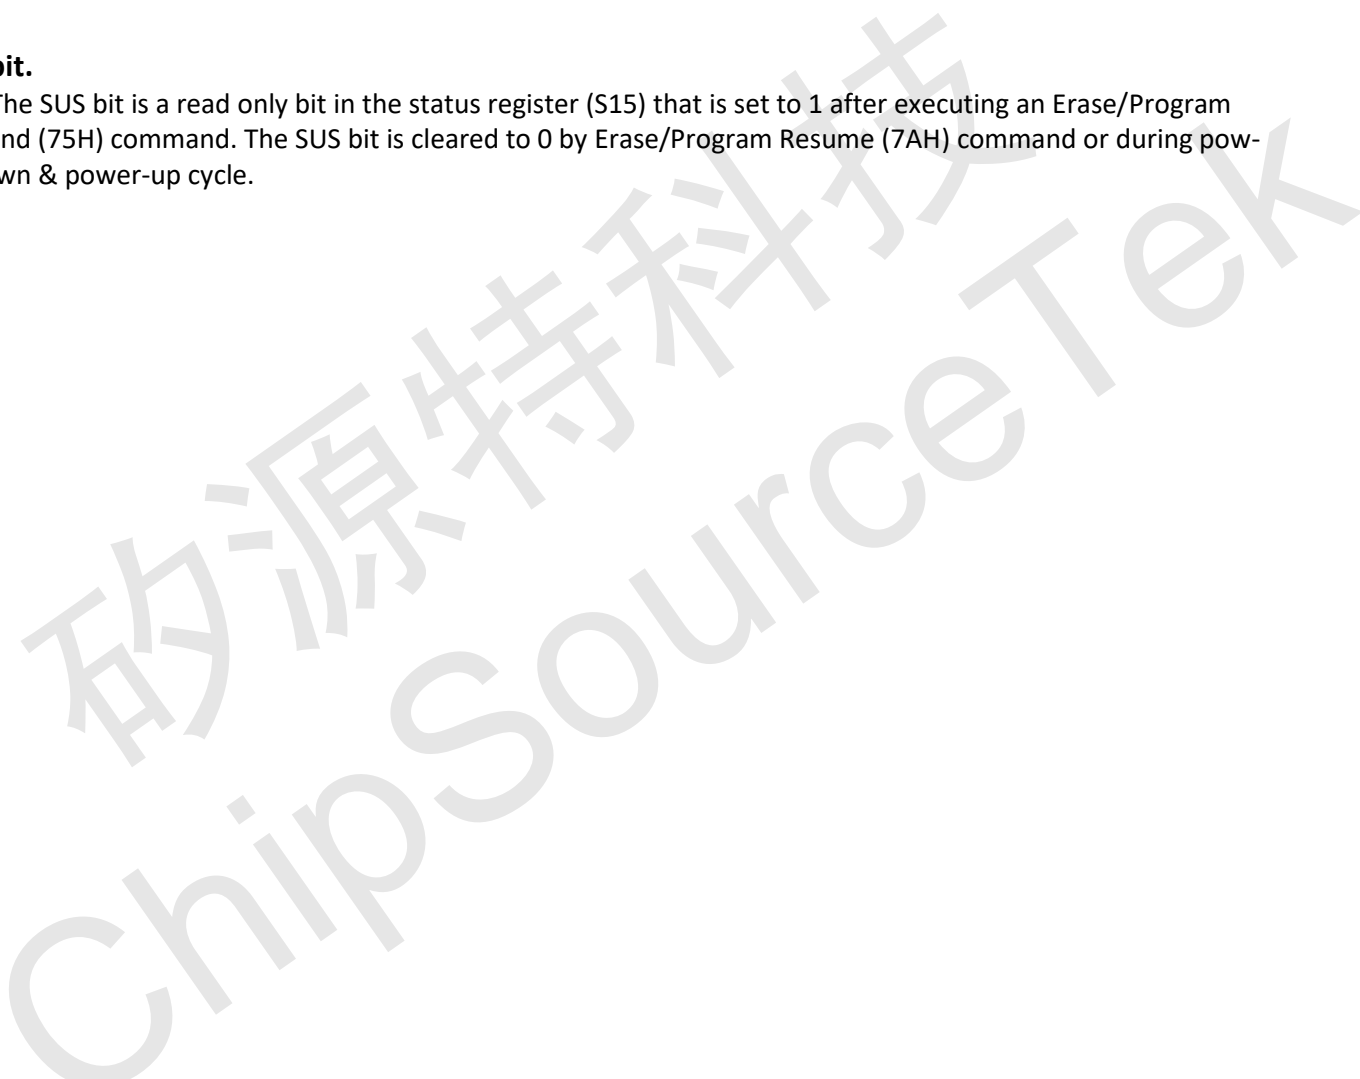 bit.
The SUS bit is a read only bit in the status register (S15) that is set to 1 after executing an Erase/Program
nd (75H) command. The SUS bit is cleared to 0 by Erase/Program Resume (7AH) command or during pow-
wn & power-up cycle.
矽源特科技
ChipSourceTek